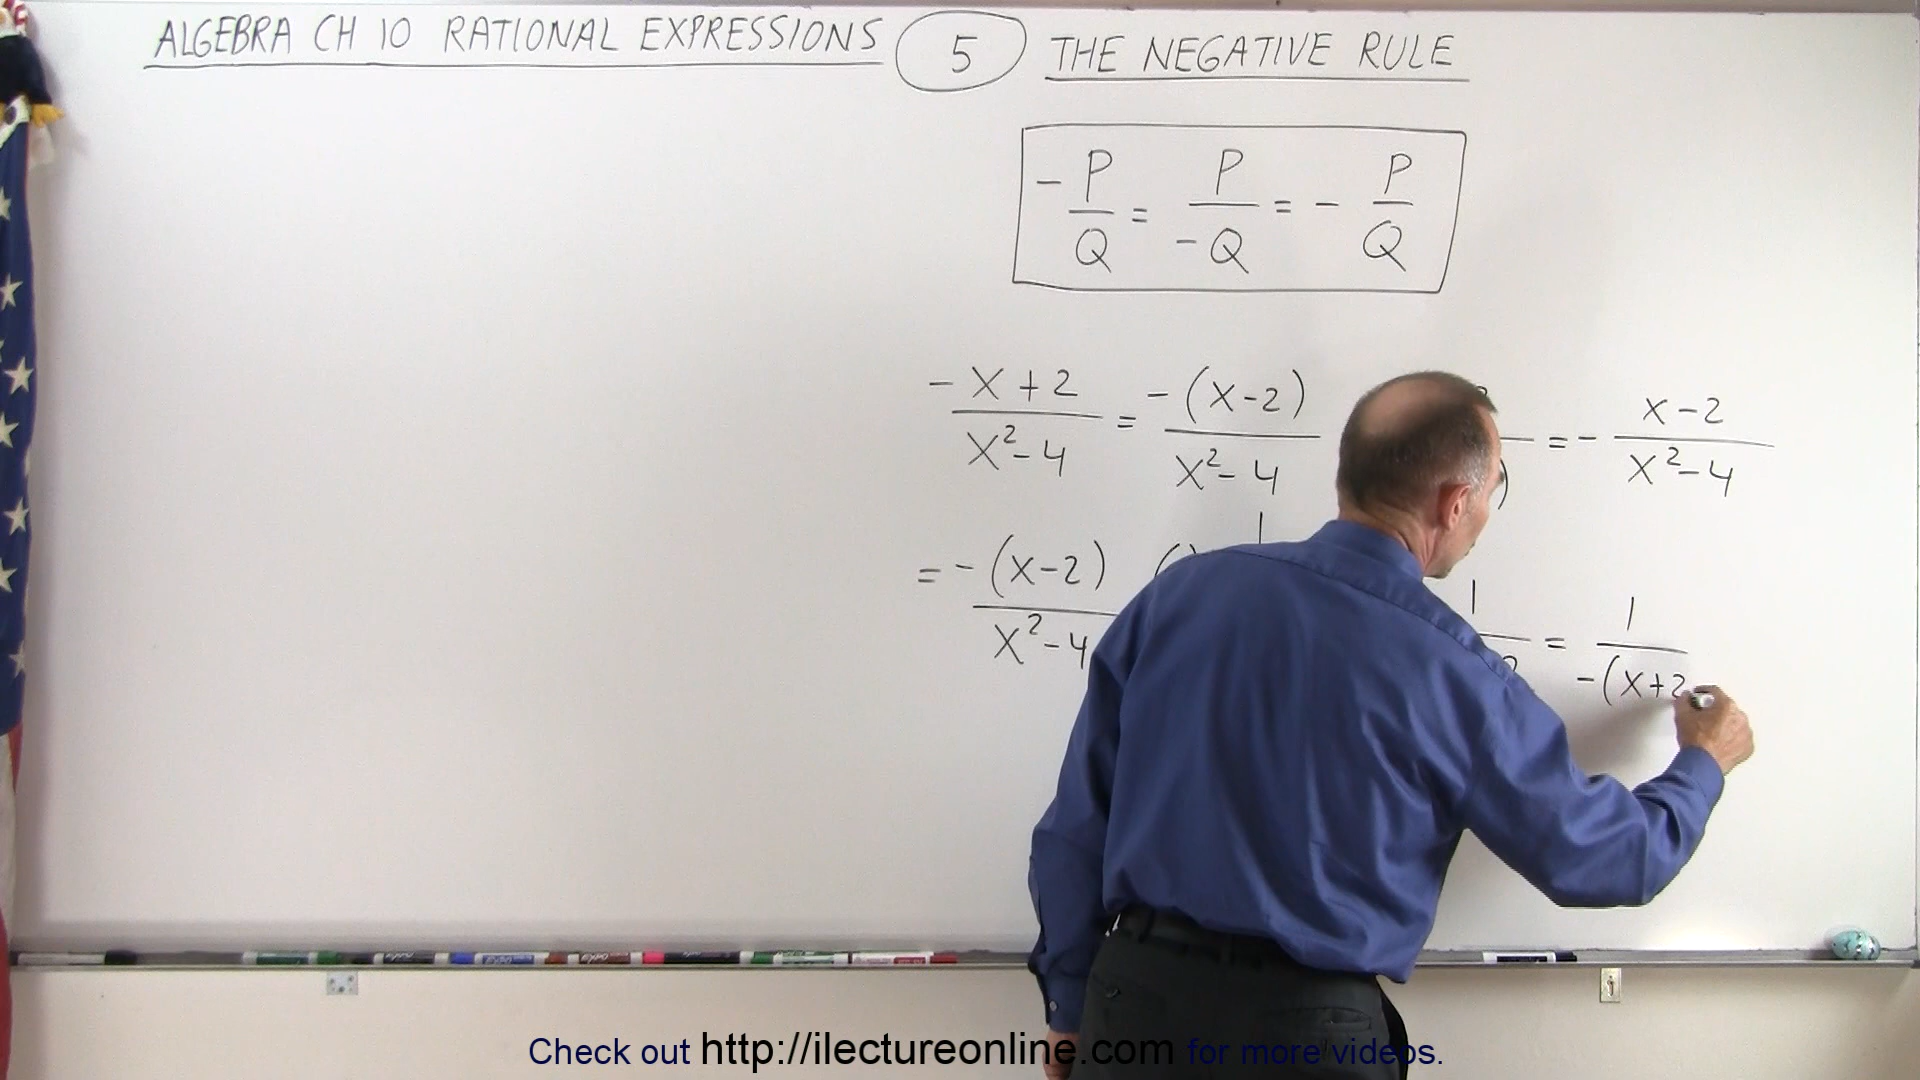 ALGEBRA CH 10 RATIONAL EXPRESSIONS 5 THE NEGATIVE RULE
-P/Q = P/-Q = - P/Q
-x+2/x²-4 = -(x-2)/x²-4 = - x-2/x²-4
= -(x-2)/x²-4 1 = 1/-(x+2
Check out http://ilectureonline.com for more videos.